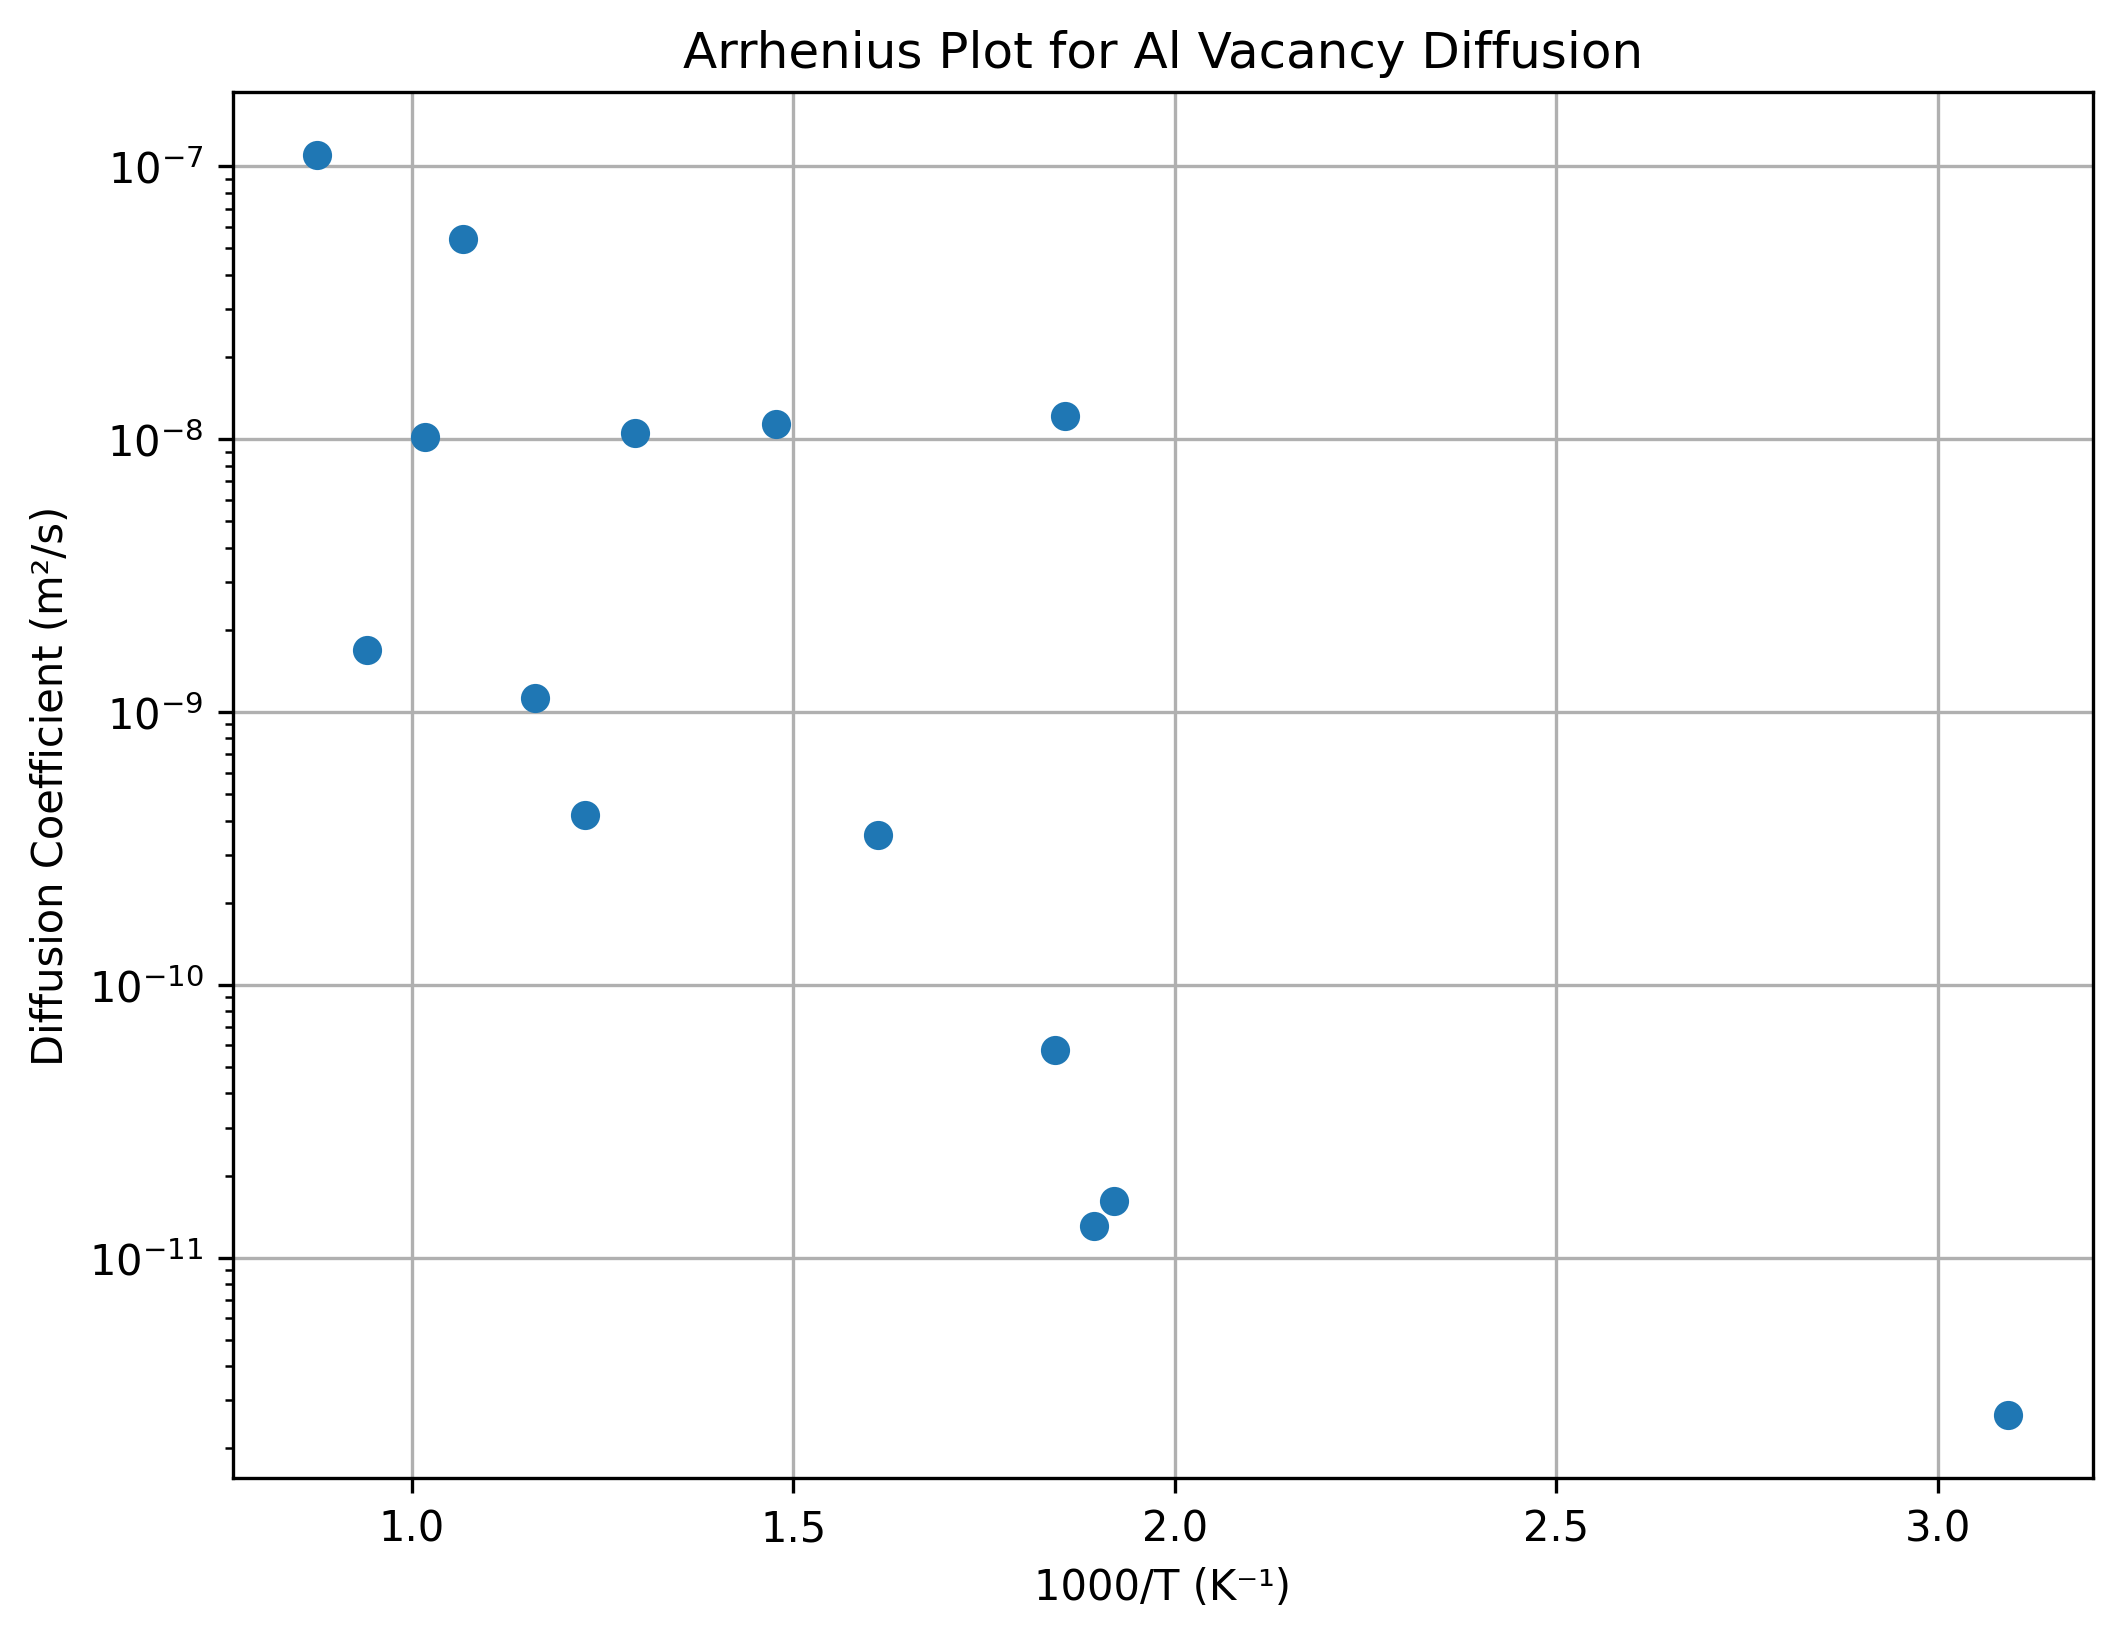 Arrhenius Plot for Al Vacancy Diffusion
Diffusion Coefficient (m²/s)
10⁻⁷
10⁻⁸
10⁻⁹
10⁻¹⁰
10⁻¹¹
1.0 1.5 2.0 2.5 3.0
1000/T (K⁻¹)